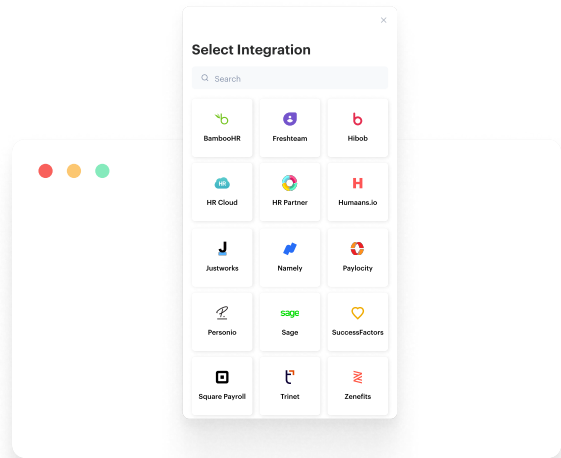 Select Integration
Search
BambooHR Freshteam Hibob
HR
HR Cloud HR Partner Humaans.io
Justworks Namely Paylocity
sage
Personio Sage SuccessFactors
Square Payroll Trinet Zenefits